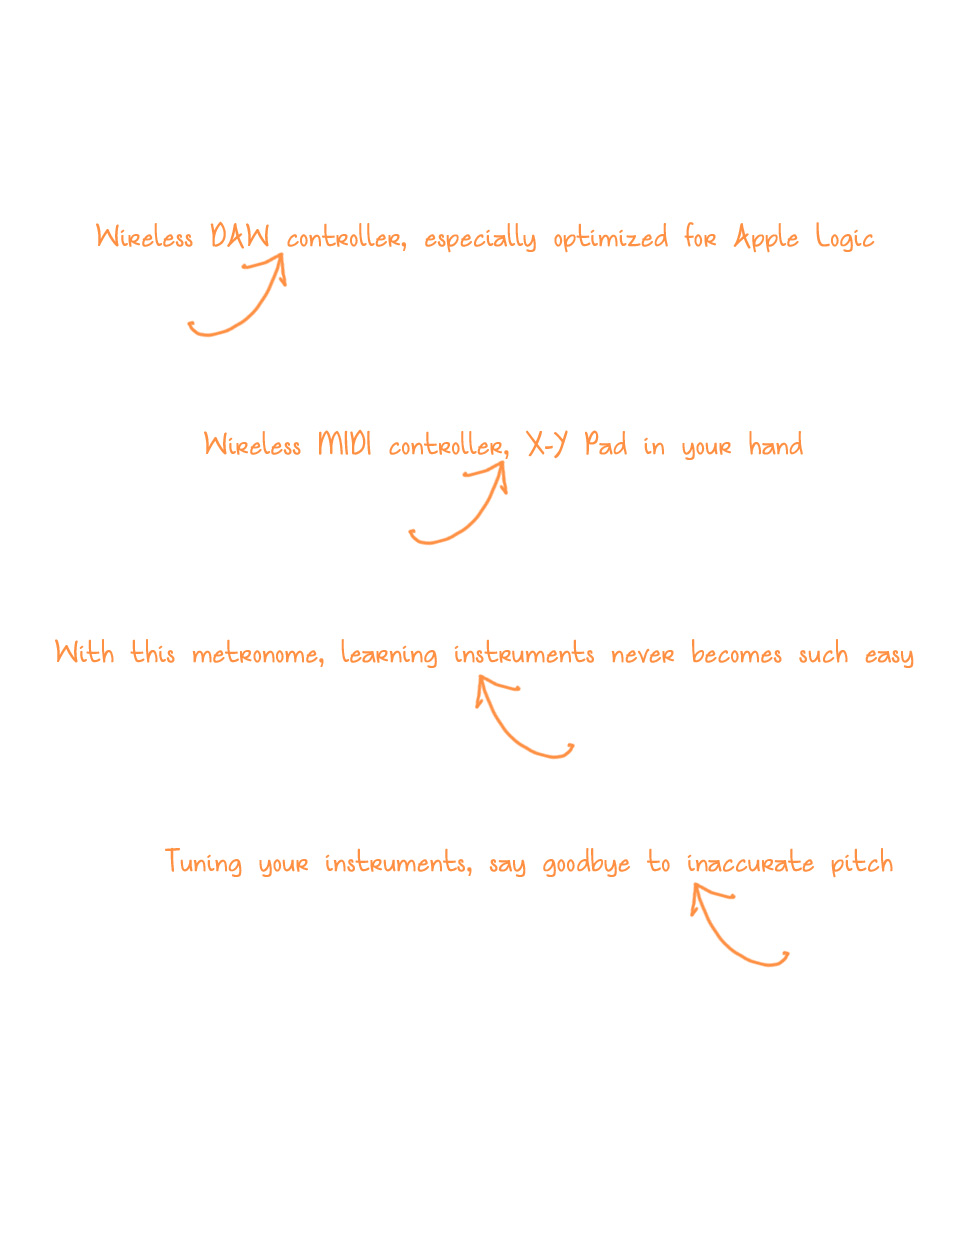 Wireless DAW controller, especially optimized for Apple Logic
Wireless MIDI controller, X-Y Pad in your hand
With this metronome, learning instruments never becomes such easy
Tuning your instruments, say goodbye to inaccurate pitch